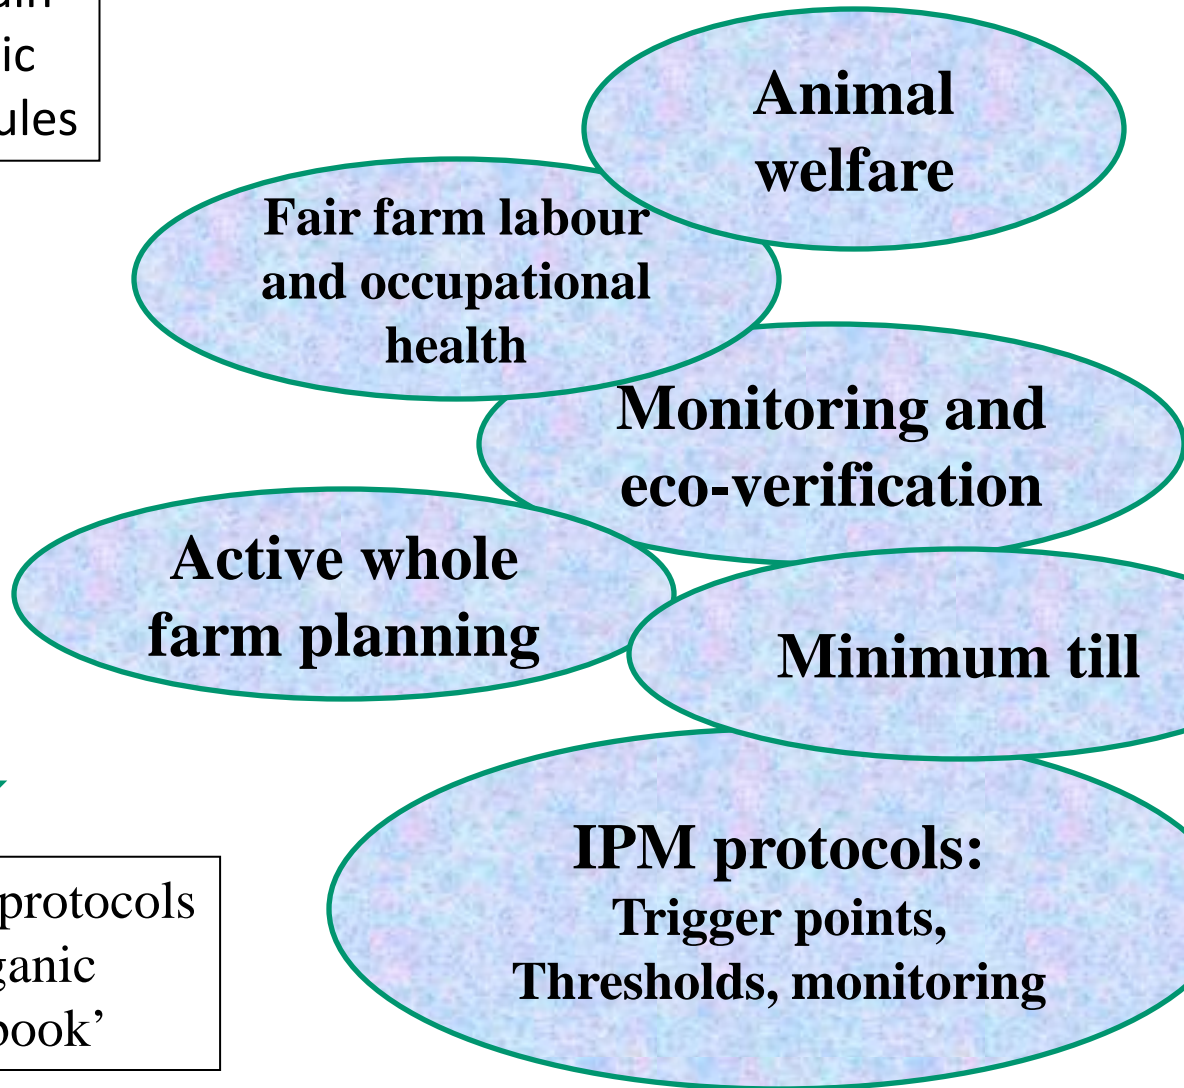 ic
Animal
welfare
Fair farm labour
and occupational
health
Monitoring and
eco-verification
Active whole
farm planning
Minimum till
IPM protocols:
Trigger points,
Thresholds, monitoring
protocols
ganic
book’